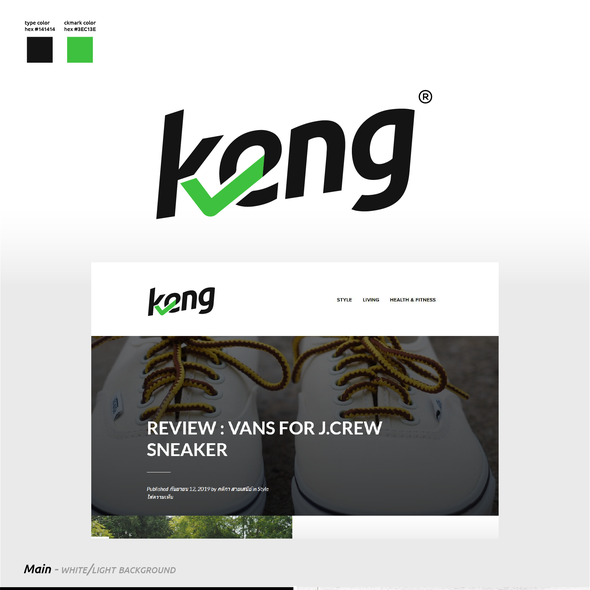 type color
hex #141414
ckmark color
hex #3EC13E
keng®
keng
STYLE LIVING HEALTH & FITNESS
REVIEW : VANS FOR J.CREW
SNEAKER
Published กันยายน 12, 2019 by in Style
ใส่ความเห็น
Main - WHITE/LIGHT BACKGROUND